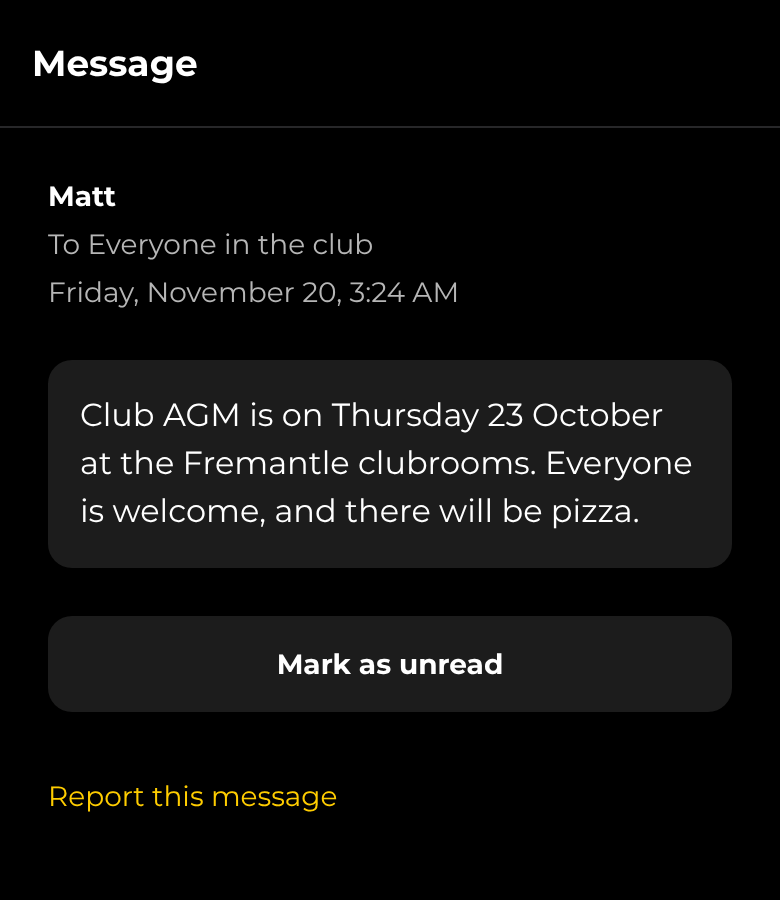 Message
Matt
To Everyone in the club
Friday, November 20, 3:24 AM
Club AGM is on Thursday 23 October
at the Fremantle clubrooms. Everyone
is welcome, and there will be pizza.
Mark as unread
Report this message